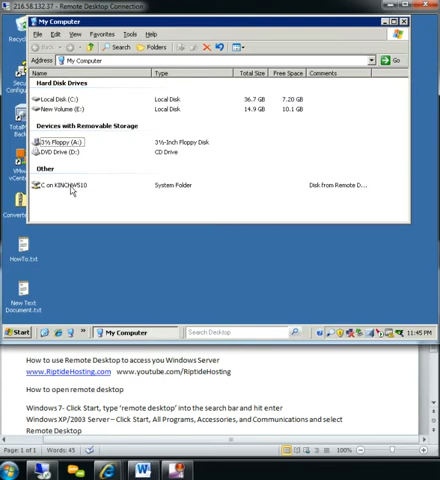 216.58.132.37 - Remote Desktop Connection
My Computer
File Edit View Favorites Tools Help
Back Search Folders
Address My Computer Go
Name Type Total Size Free Space Comments
Hard Disk Drives
Local Disk (C:) Local Disk 36.7 GB 7.20 GB
New Volume (E:) Local Disk 14.9 GB 10.1 GB
Devices with Removable Storage
3½ Floppy (A:) 3½-Inch Floppy Disk
DVD Drive (D:) CD Drive
Other
C on KINCHW510 System Folder Disk from Remote D...
HowTo.txt
New Text
Document.txt
Start My Computer Search Desktop 11:45 PM
How to use Remote Desktop to access you Windows Server
www.RiptideHosting.com www.youtube.com/RiptideHosting
How to open remote desktop
Windows 7- Click Start, type 'remote desktop' into the search bar and hit enter
Windows XP/2003 Server – Click Start, All Programs, Accessories, and Communications and select
Remote Desktop
Page: 1 of 1 Words: 45 100%